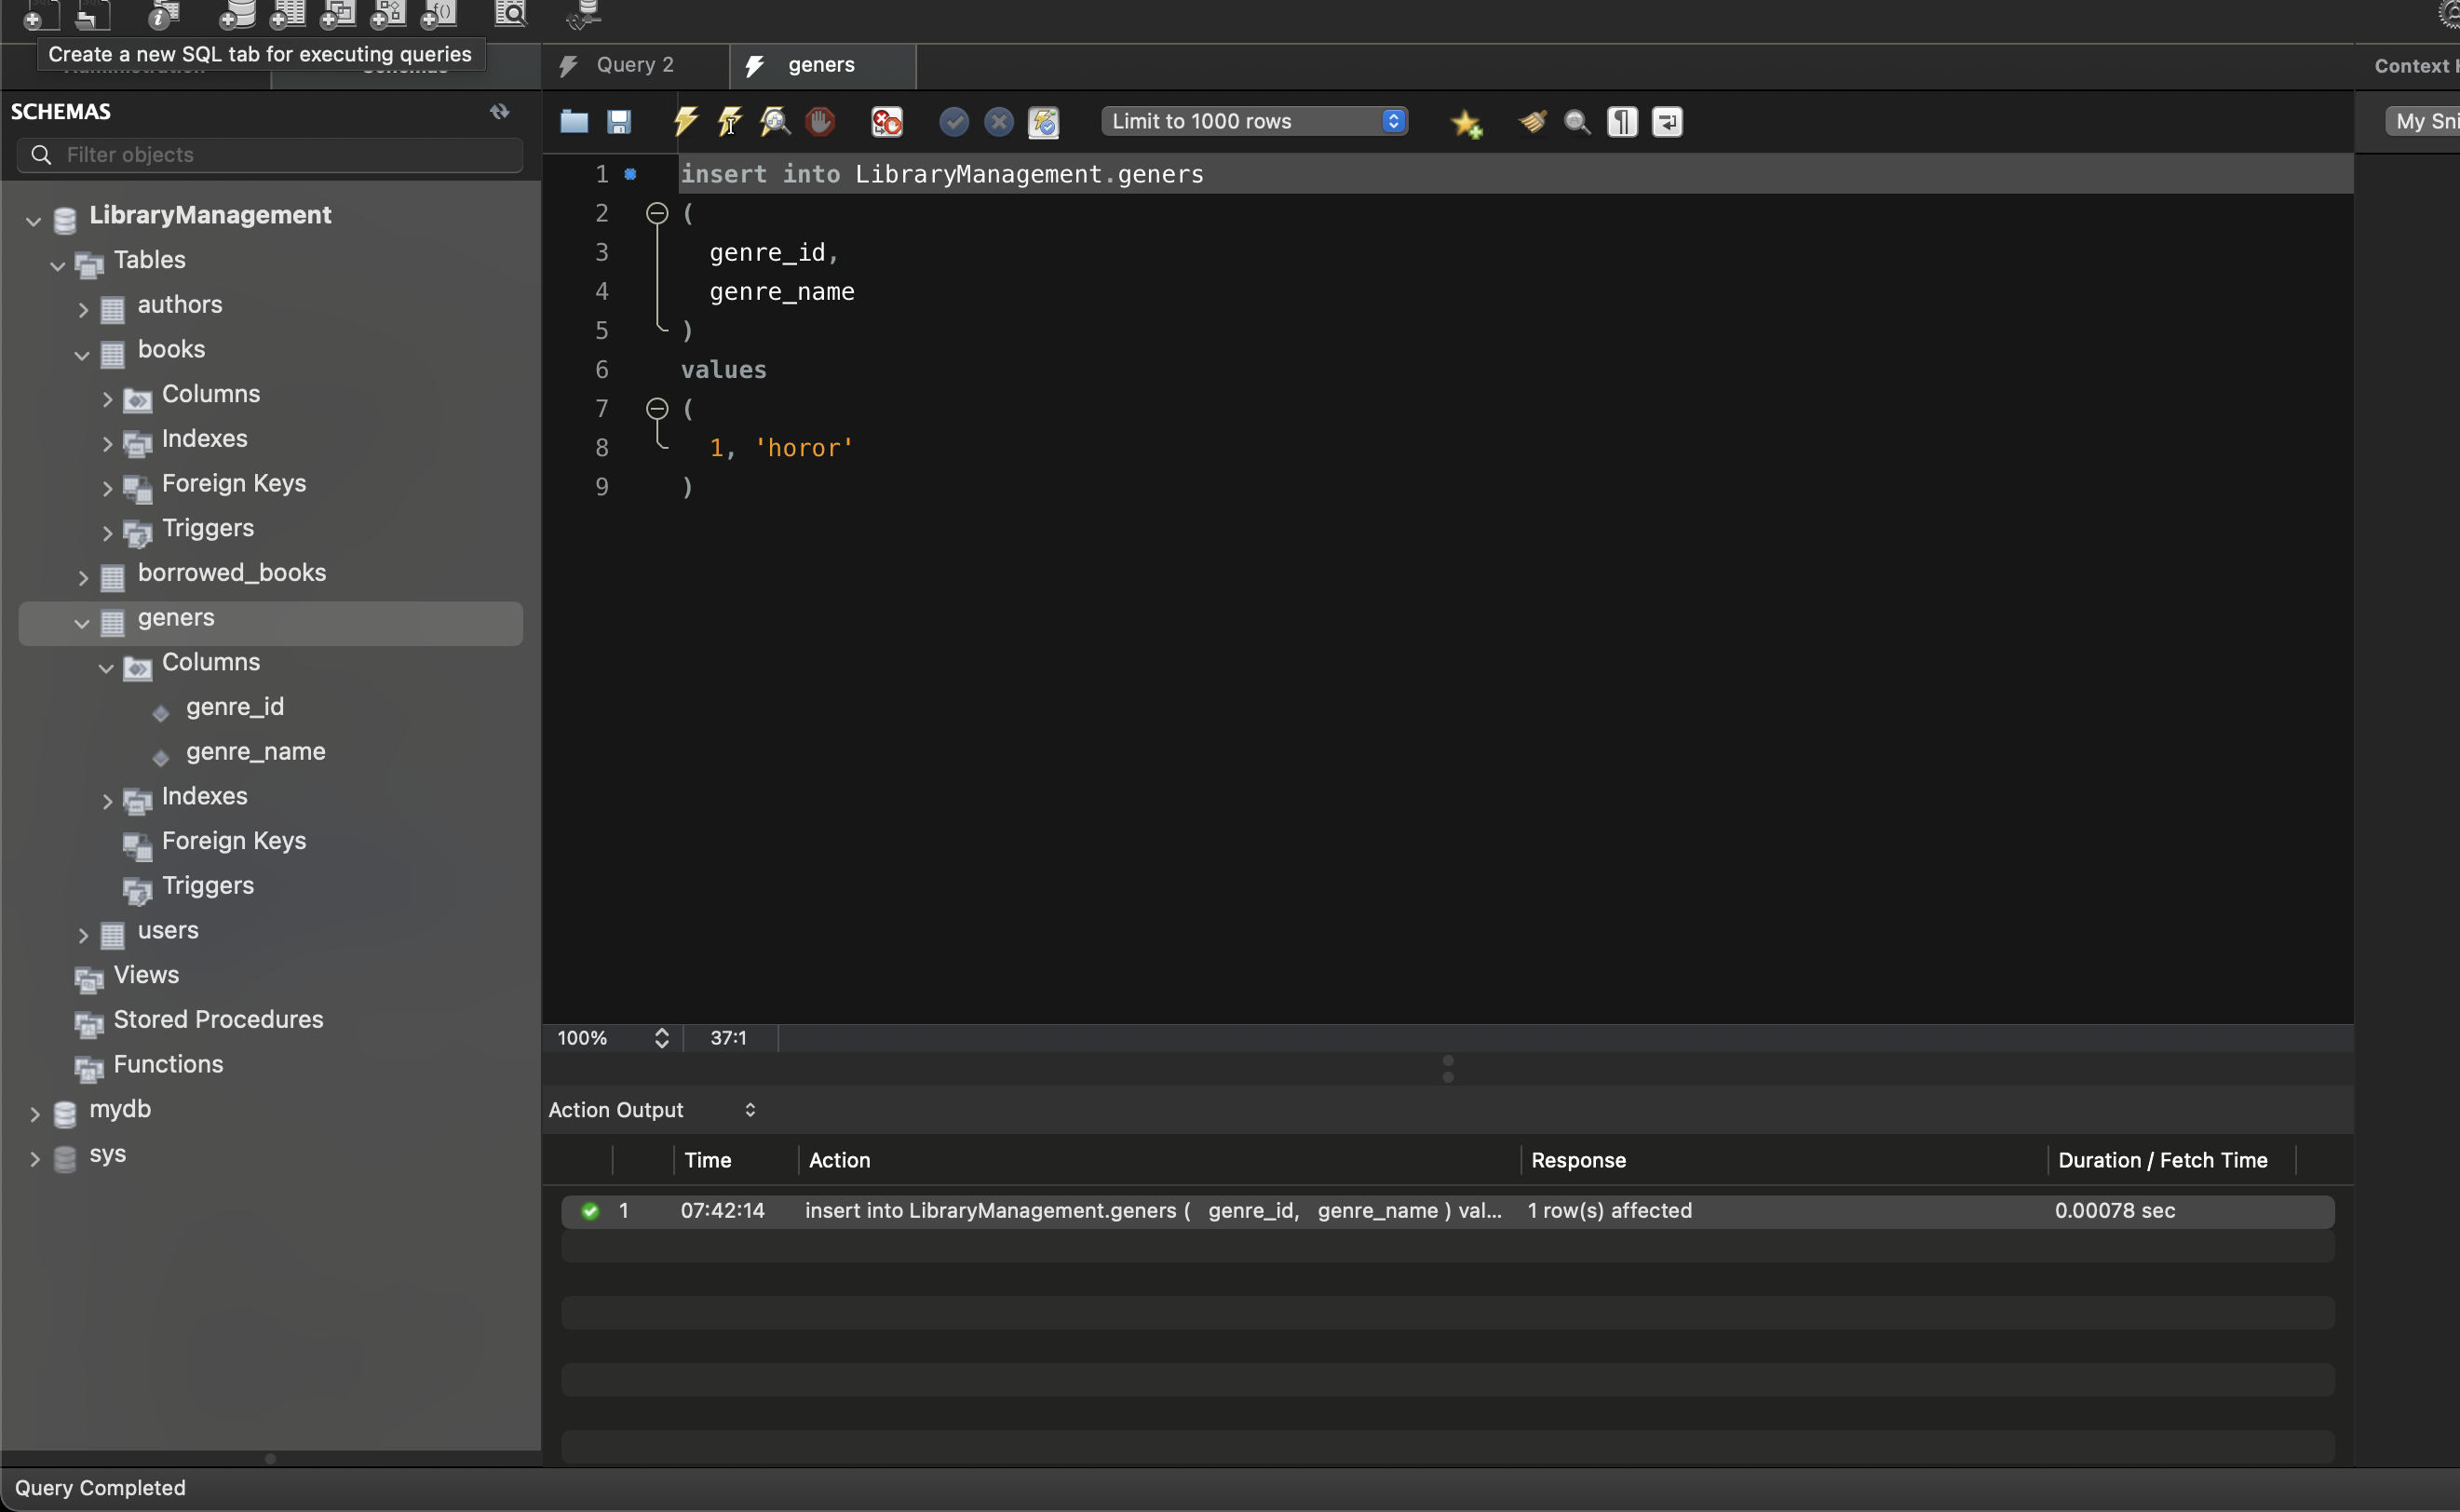 Create a new SQL tab for executing queries
Query 2
geners
SCHEMAS
Filter objects
LibraryManagement
Tables
authors
books
Columns
Indexes
Foreign Keys
Triggers
borrowed_books
geners
Columns
genre_id
genre_name
Indexes
Foreign Keys
Triggers
users
Views
Stored Procedures
Functions
mydb
sys
Limit to 1000 rows
Context
My
1 insert into LibraryManagement.geners
2 (
3 genre_id,
4 genre_name
5 )
6 values
7 (
8 1, 'horor'
9 )
100% 37:1
Action Output
Time Action Response Duration / Fetch Time
1 07:42:14 insert into LibraryManagement.geners ( genre_id, genre_name ) val... 1 row(s) affected 0.00078 sec
Query Completed